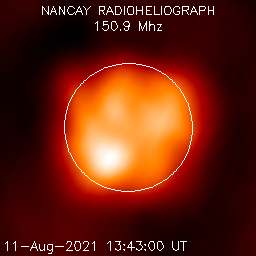 NANCAY RADIOHELIOGRAPH
150.9 Mhz
11-Aug-2021 13:43:00 UT